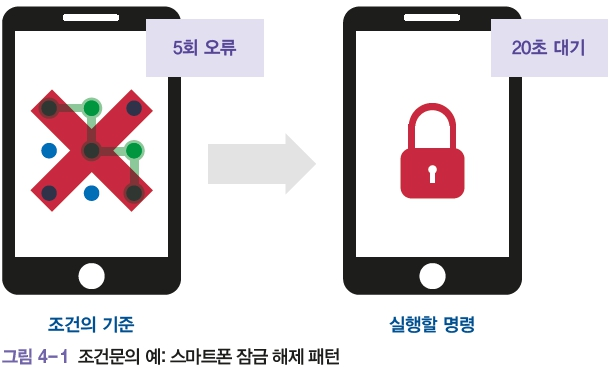 5회 오류
20초 대기
조건의 기준
실행할 명령
그림 4-1 조건문의 예: 스마트폰 잠금 해제 패턴